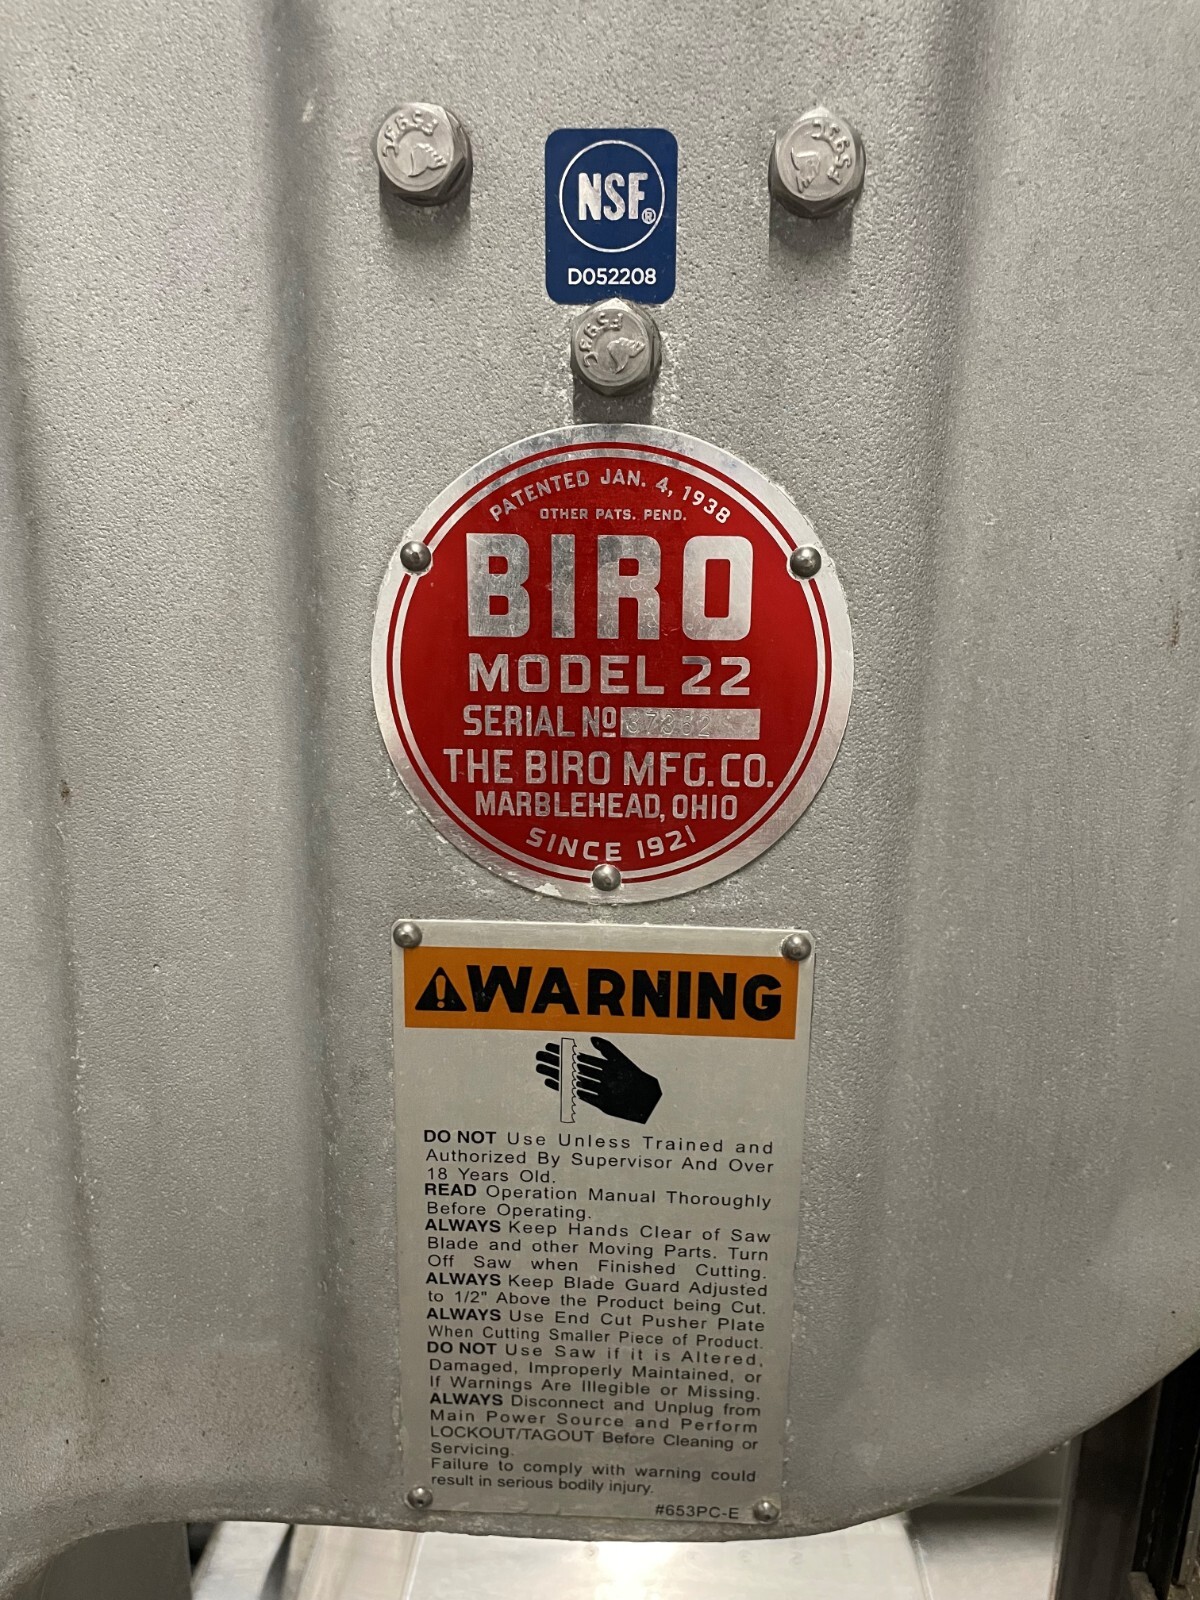 F593C
F593C
NSF®
D052208
F593C
PATENTED JAN. 4, 1938
OTHER PATS. PEND.
BIRO
MODEL 22
SERIAL Nº
THE BIRO MFG. CO.
MARBLEHEAD, OHIO
SINCE 1921
WARNING
DO NOT Use Unless Trained and
Authorized By Supervisor And Over
18 Years Old.
READ Operation Manual Thoroughly
Before Operating.
ALWAYS Keep Hands Clear of Saw
Blade and other Moving Parts. Turn
Off Saw when Finished Cutting.
ALWAYS Keep Blade Guard Adjusted
to 1/2" Above the Product being Cut.
ALWAYS Use End Cut Pusher Plate
When Cutting Smaller Piece of Product.
DO NOT Use Saw if it is Altered,
Damaged, Improperly Maintained, or
If Warnings Are Illegible or Missing.
ALWAYS Disconnect and Unplug from
Main Power Source and Perform
LOCKOUT/TAGOUT Before Cleaning or
Servicing.
Failure to comply with warning could
result in serious bodily injury.
#653PC-E